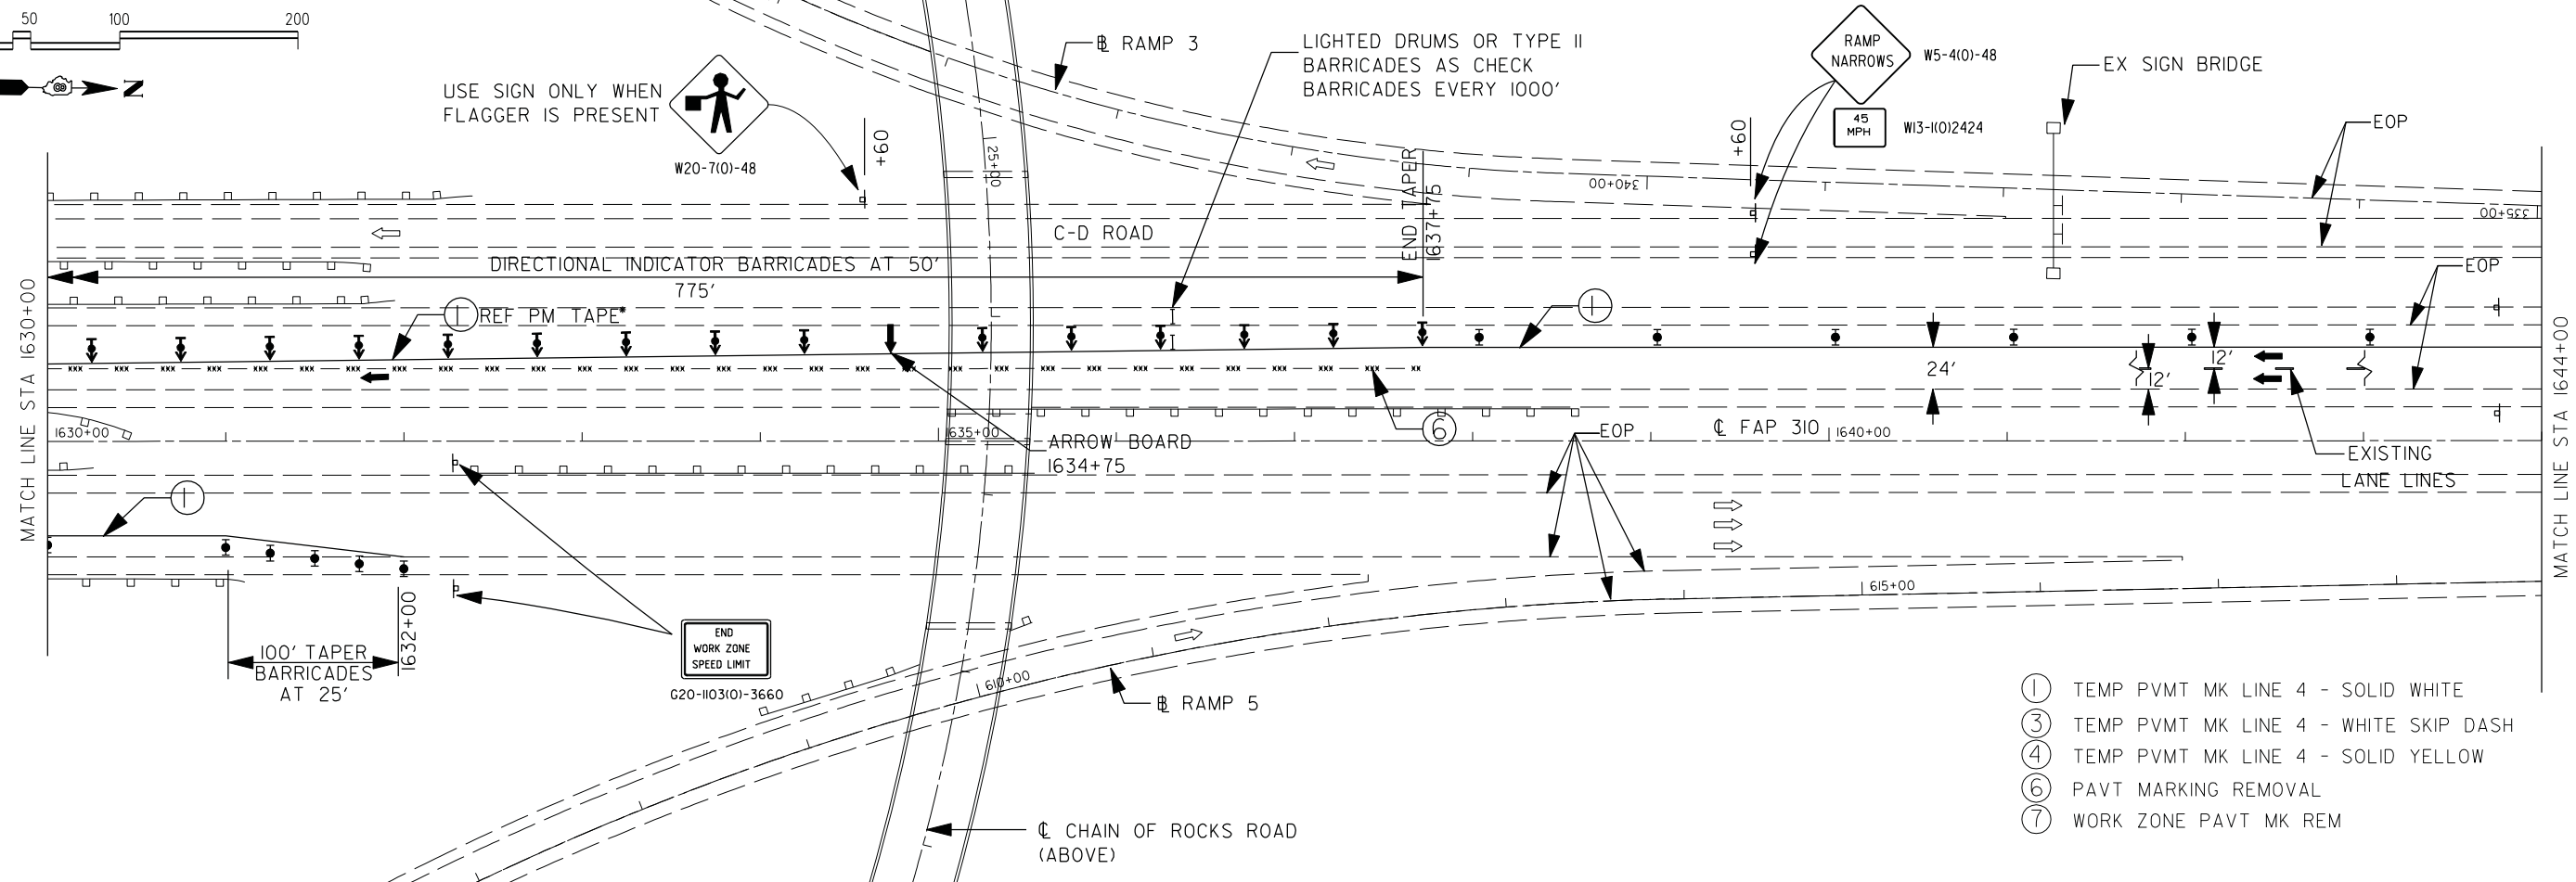 50 100 200
N
USE SIGN ONLY WHEN
FLAGGER IS PRESENT
W20-7(O)-48
+60
25+00
℄ RAMP 3
LIGHTED DRUMS OR TYPE II
BARRICADES AS CHECK
BARRICADES EVERY 1000'
RAMP
NARROWS
W5-4(O)-48
45
MPH
W13-1(O)2424
EX SIGN BRIDGE
EOP
+60
340+00
335+00
END TAPER
1637+75
C-D ROAD
EOP
DIRECTIONAL INDICATOR BARRICADES AT 50'
775'
MATCH LINE STA 1630+00
1 REF PM TAPE*
1
24'
12'
12'
MATCH LINE STA 1644+00
6
1630+00
1635+00
ARROW BOARD
1634+75
EOP
℄ FAP 310
1640+00
EXISTING
LANE LINES
1
615+00
100' TAPER
BARRICADES
AT 25'
1632+00
END
WORK ZONE
SPEED LIMIT
G20-1103(O)-3660
610+00
℄ RAMP 5
℄ CHAIN OF ROCKS ROAD
(ABOVE)
1 TEMP PVMT MK LINE 4 - SOLID WHITE
3 TEMP PVMT MK LINE 4 - WHITE SKIP DASH
4 TEMP PVMT MK LINE 4 - SOLID YELLOW
6 PAVT MARKING REMOVAL
7 WORK ZONE PAVT MK REM